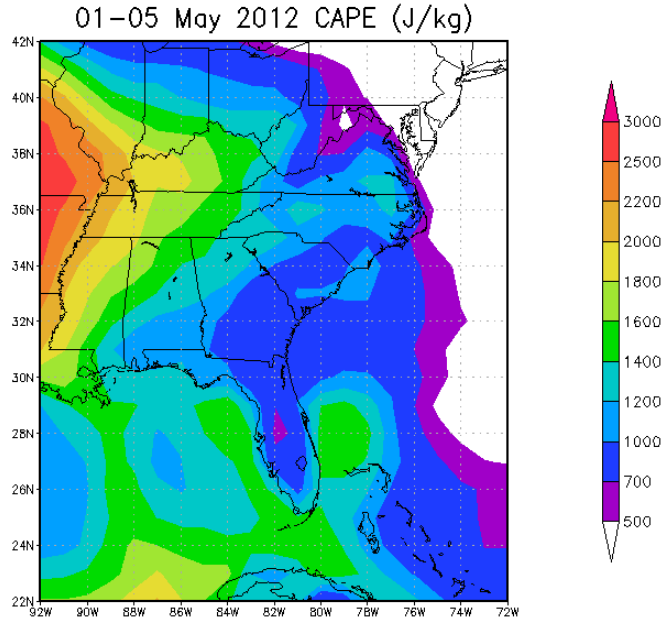 01-05 May 2012 CAPE (J/kg)
42N
40N
38N
36N
34N
32N
30N
28N
26N
24N
22N
92W 90W 88W 86W 84W 82W 80W 78W 76W 74W 72W
3000
2500
2200
2000
1800
1600
1400
1200
1000
700
500